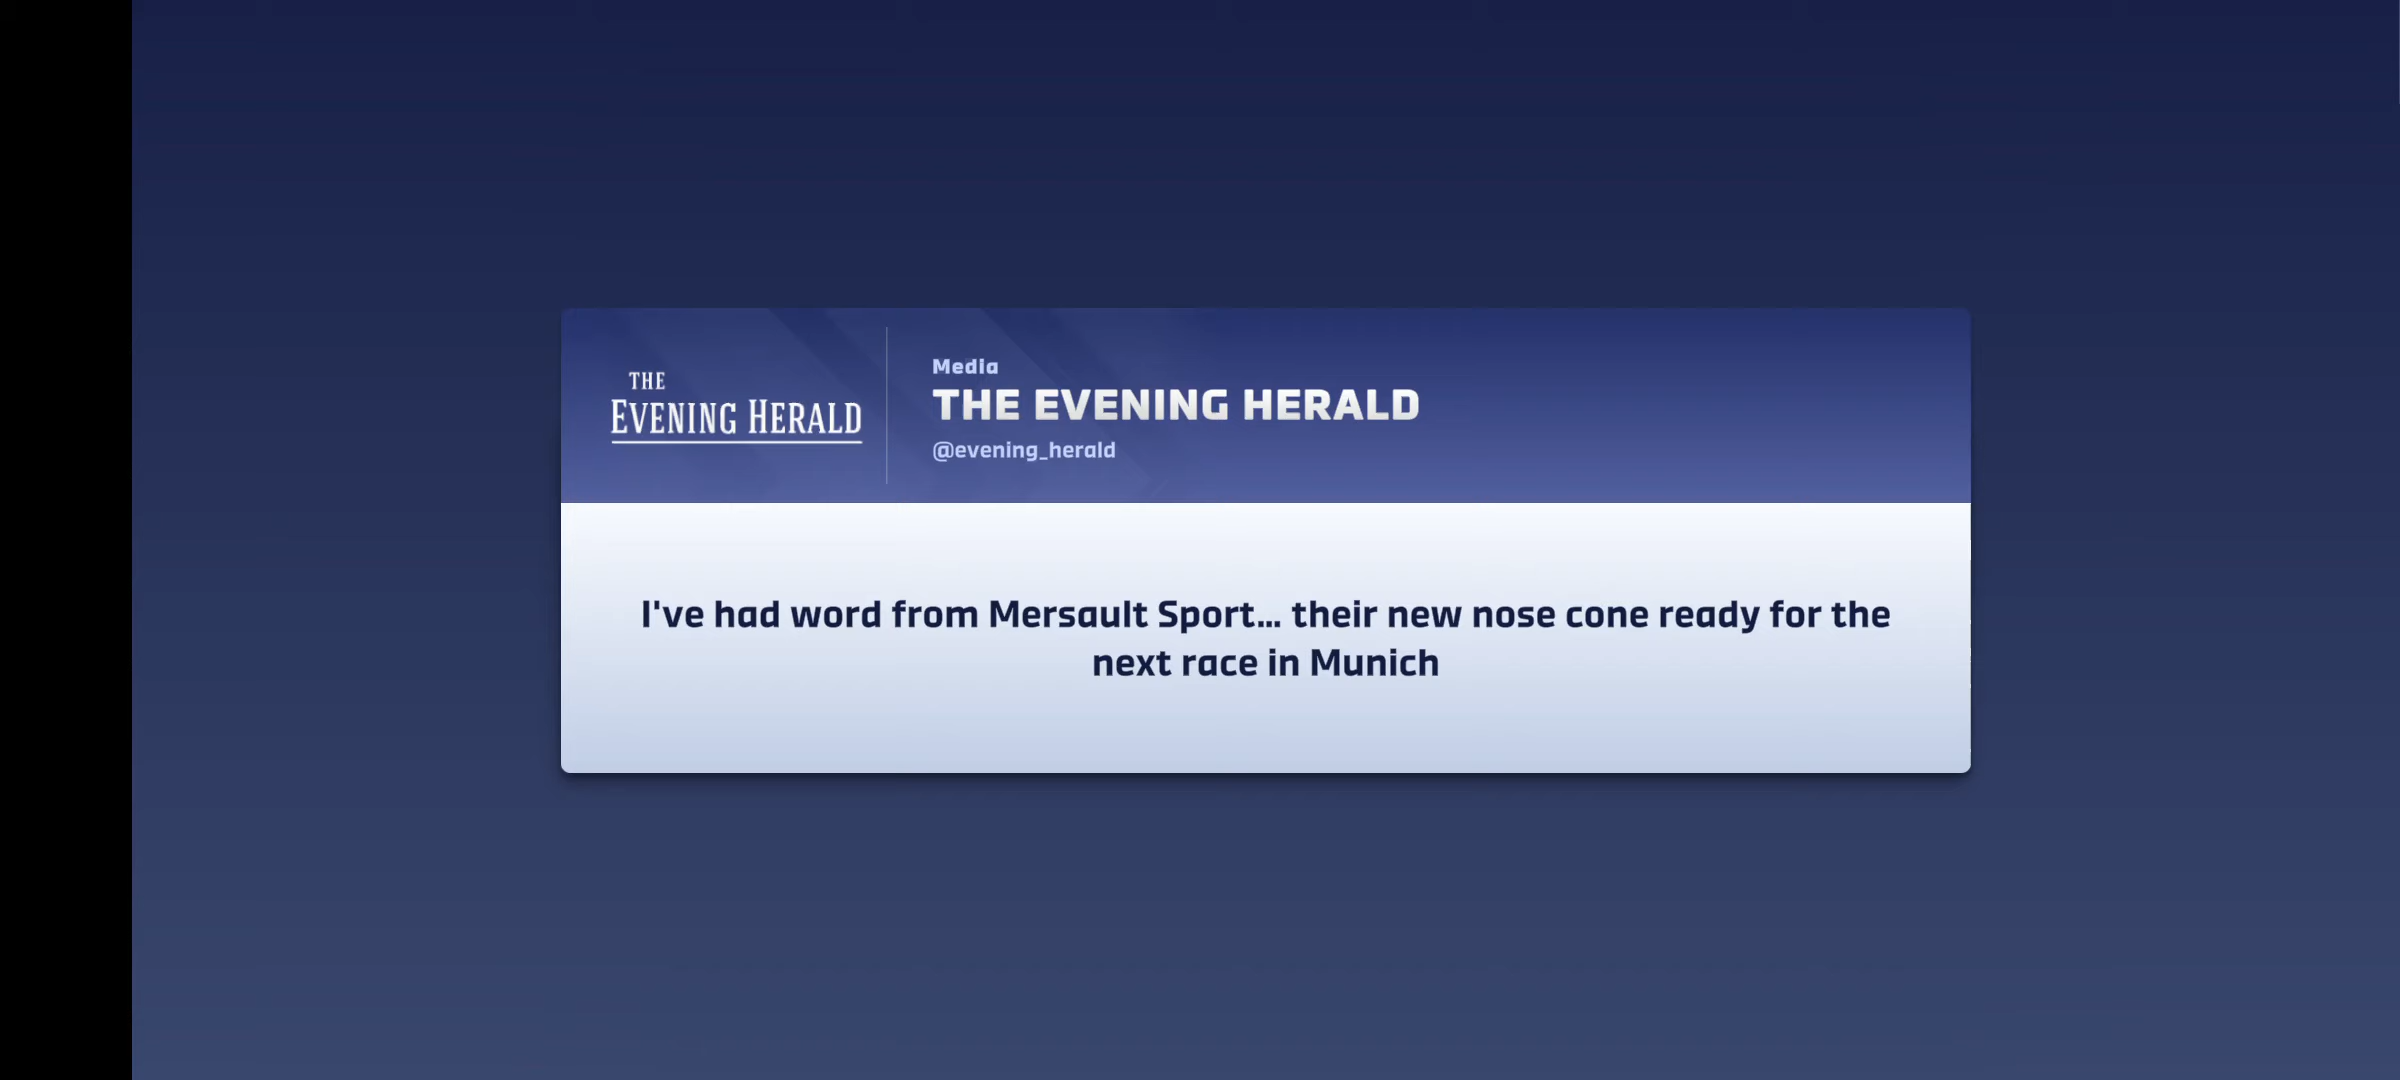 THE
EVENING HERALD
Media
THE EVENING HERALD
@evening_herald
I've had word from Mersault Sport... their new nose cone ready for the
next race in Munich